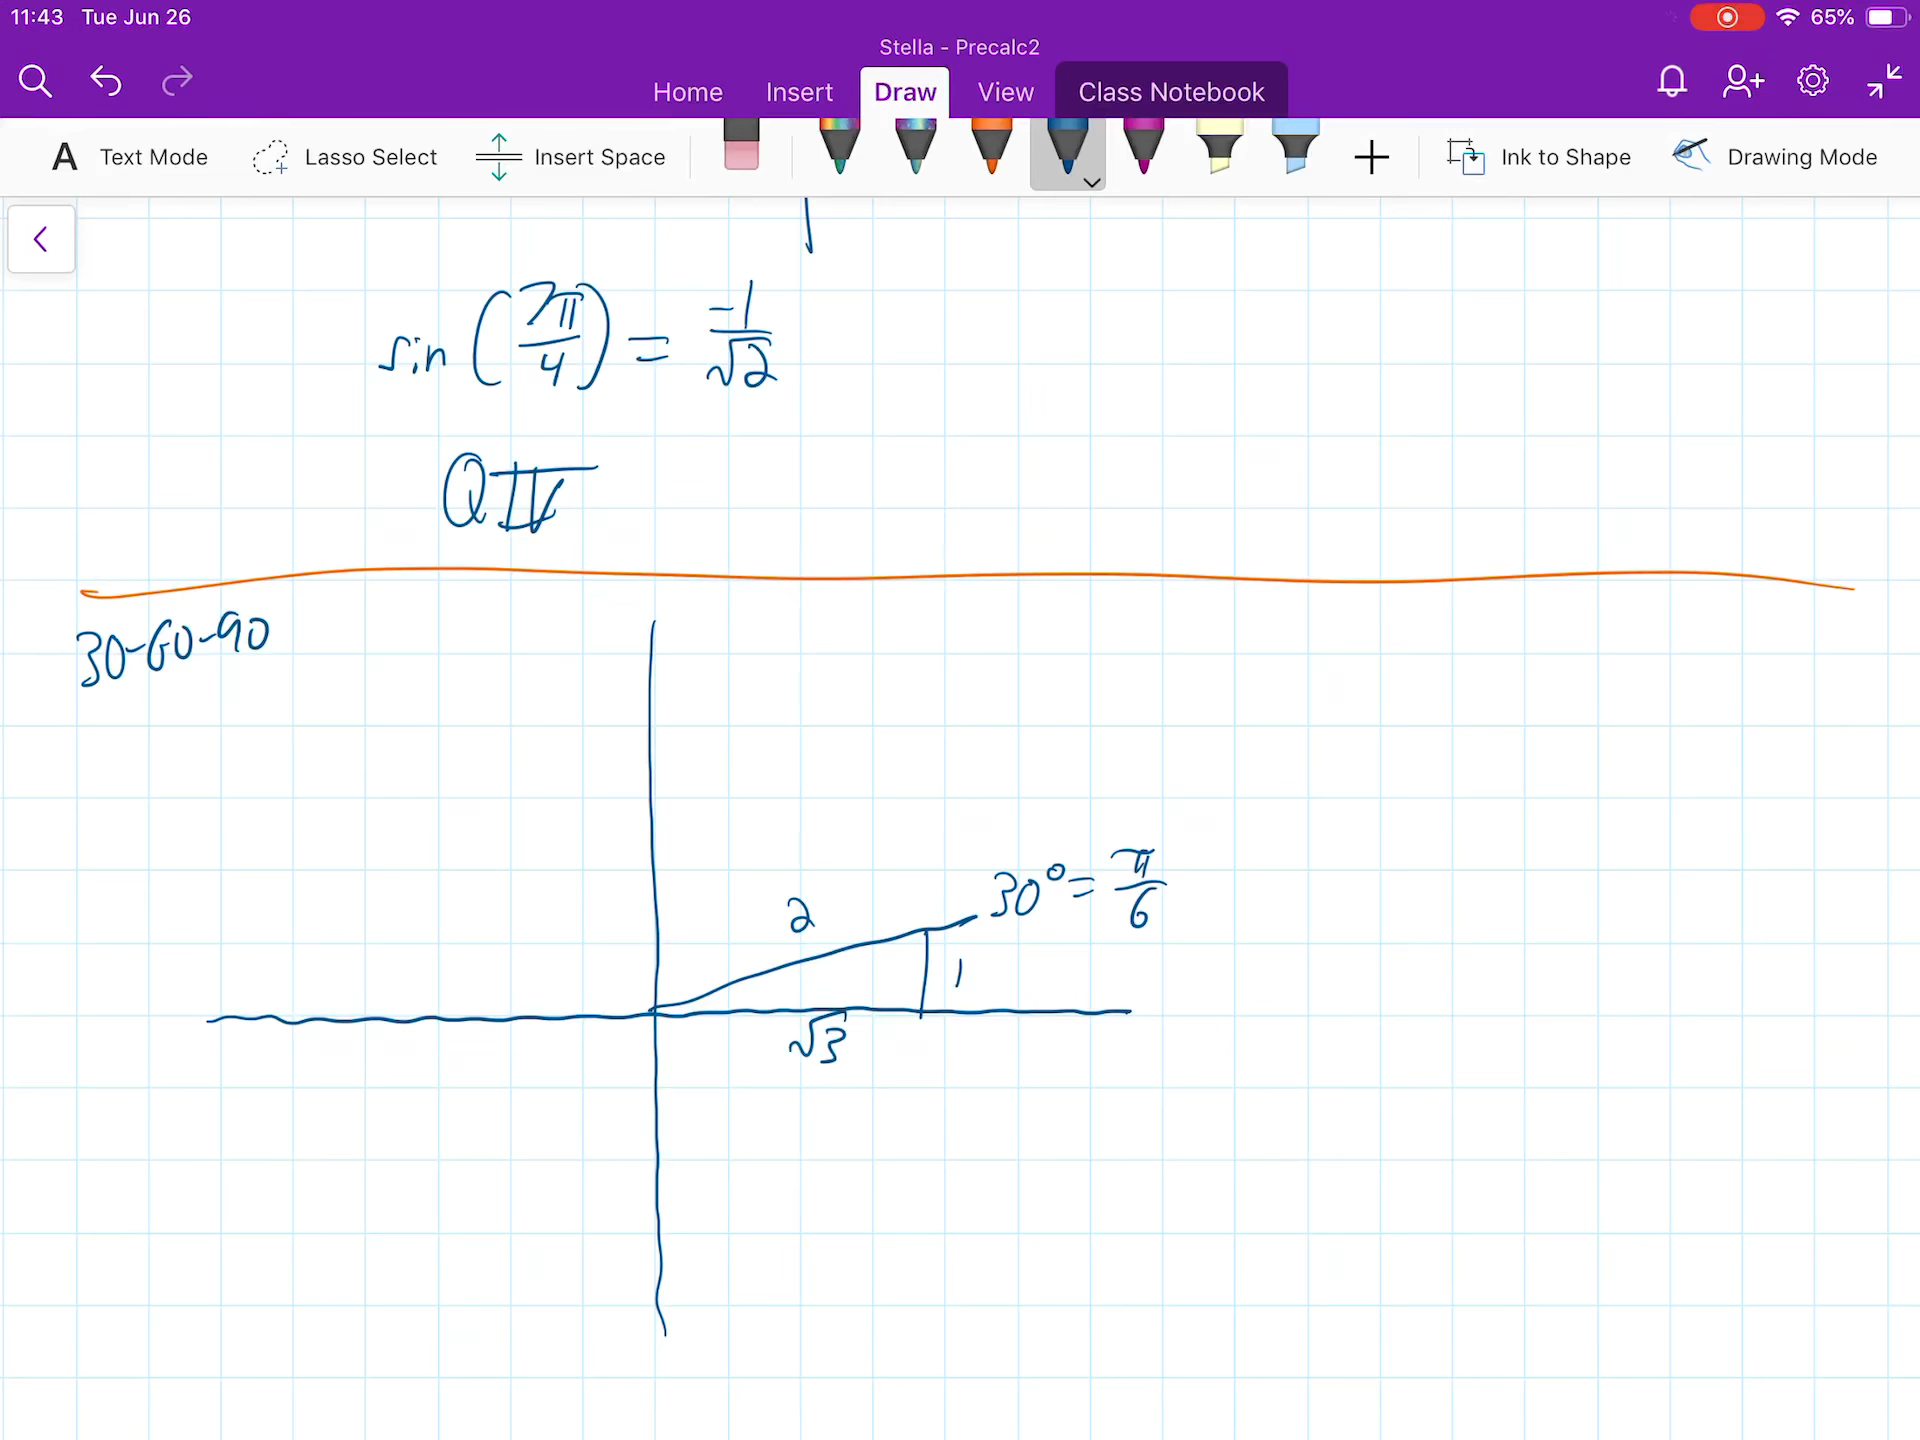 11:43 Tue Jun 26 65%
Stella - Precalc2
Home Insert Draw View Class Notebook
A Text Mode Lasso Select Insert Space Ink to Shape Drawing Mode
sin (7π/4) = -1/√2
QIV
30-60-90
30° = π/6
2
1
√3